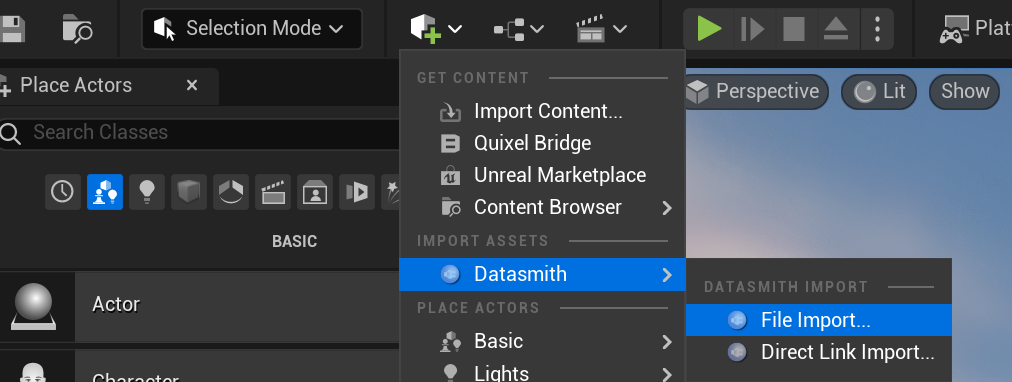 Selection Mode
Plat
Place Actors
Search Classes
BASIC
Actor
Character
GET CONTENT
Import Content...
Quixel Bridge
Unreal Marketplace
Content Browser
IMPORT ASSETS
Datasmith
PLACE ACTORS
Basic
Lights
Perspective
Lit
Show
DATASMITH IMPORT
File Import...
Direct Link Import...